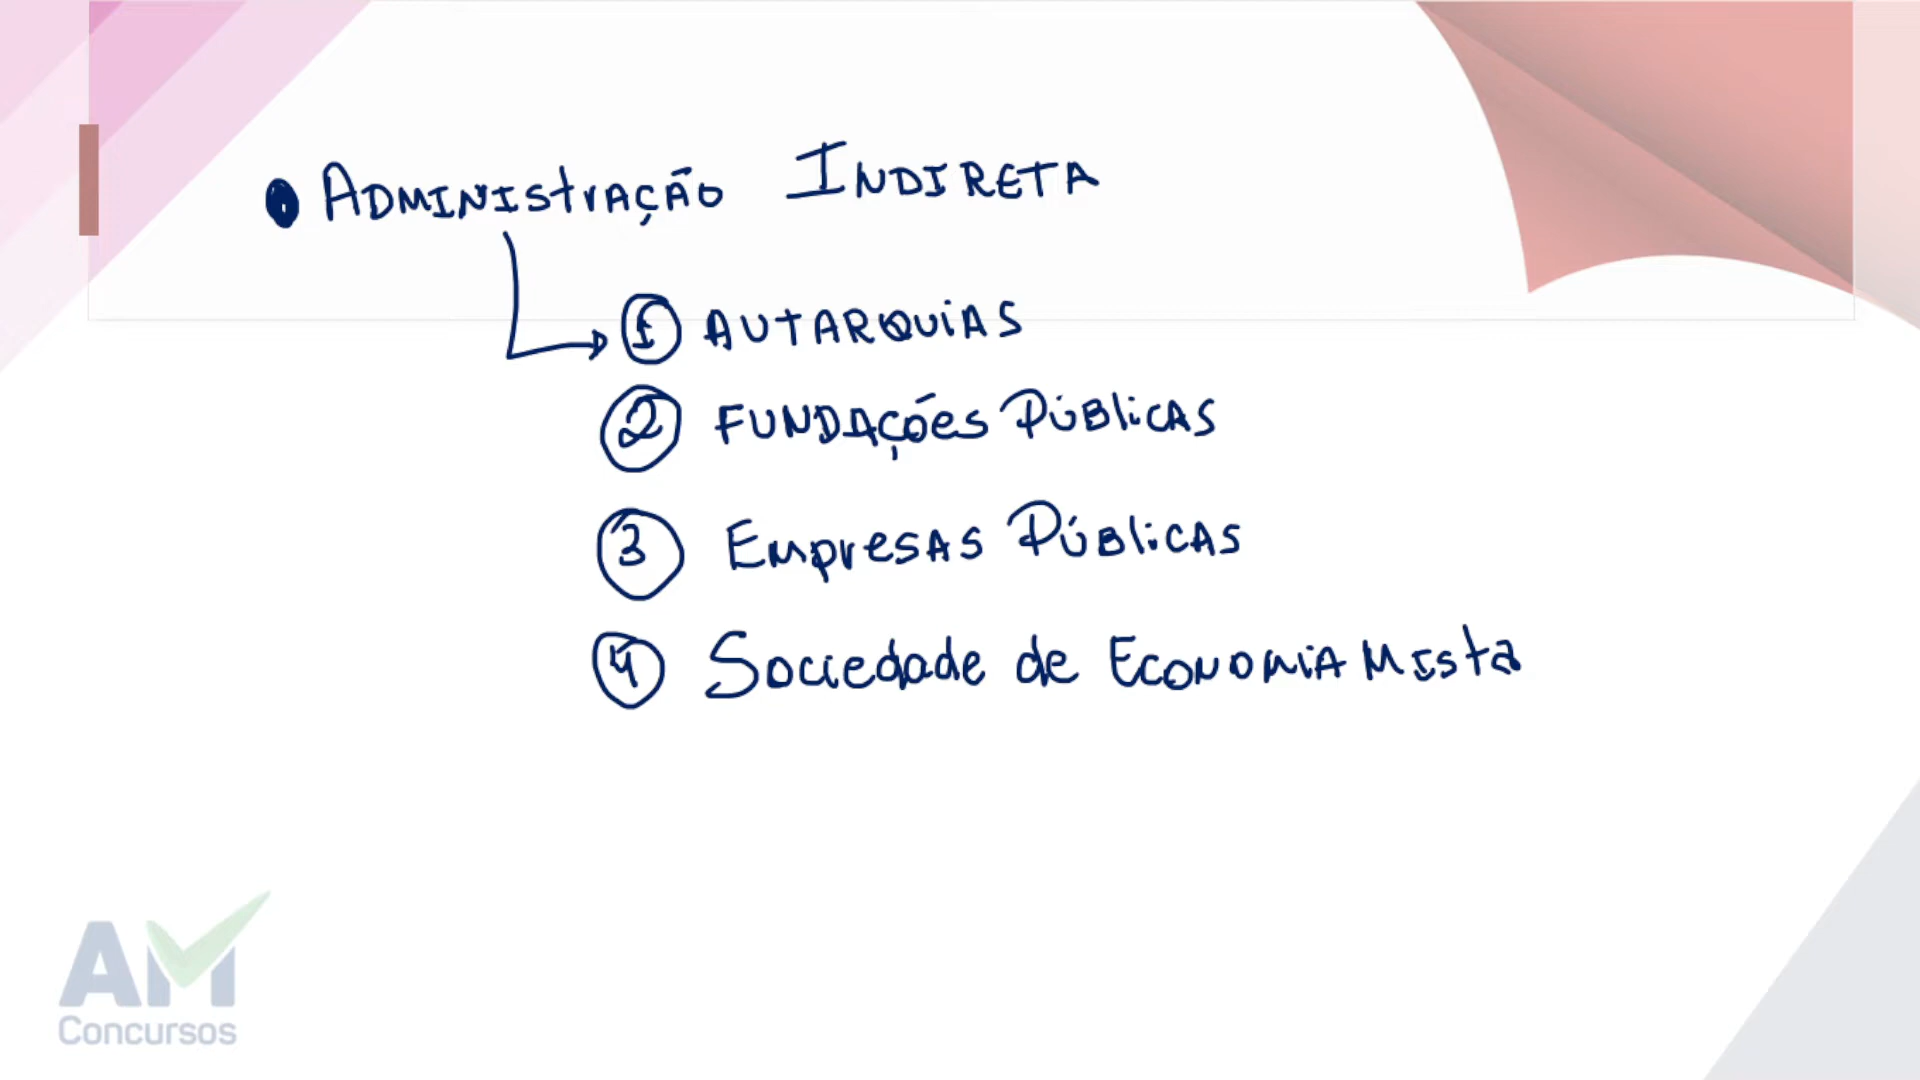 • ADMINIStrAÇÃO INDIRETA
1 AUTARQUIAS
2 FUNDAÇÕes PÚBlicAS
3 EmpresAS PÚBlicAS
4 Sociedade de ECONOMiA MIsta
AM
Concursos